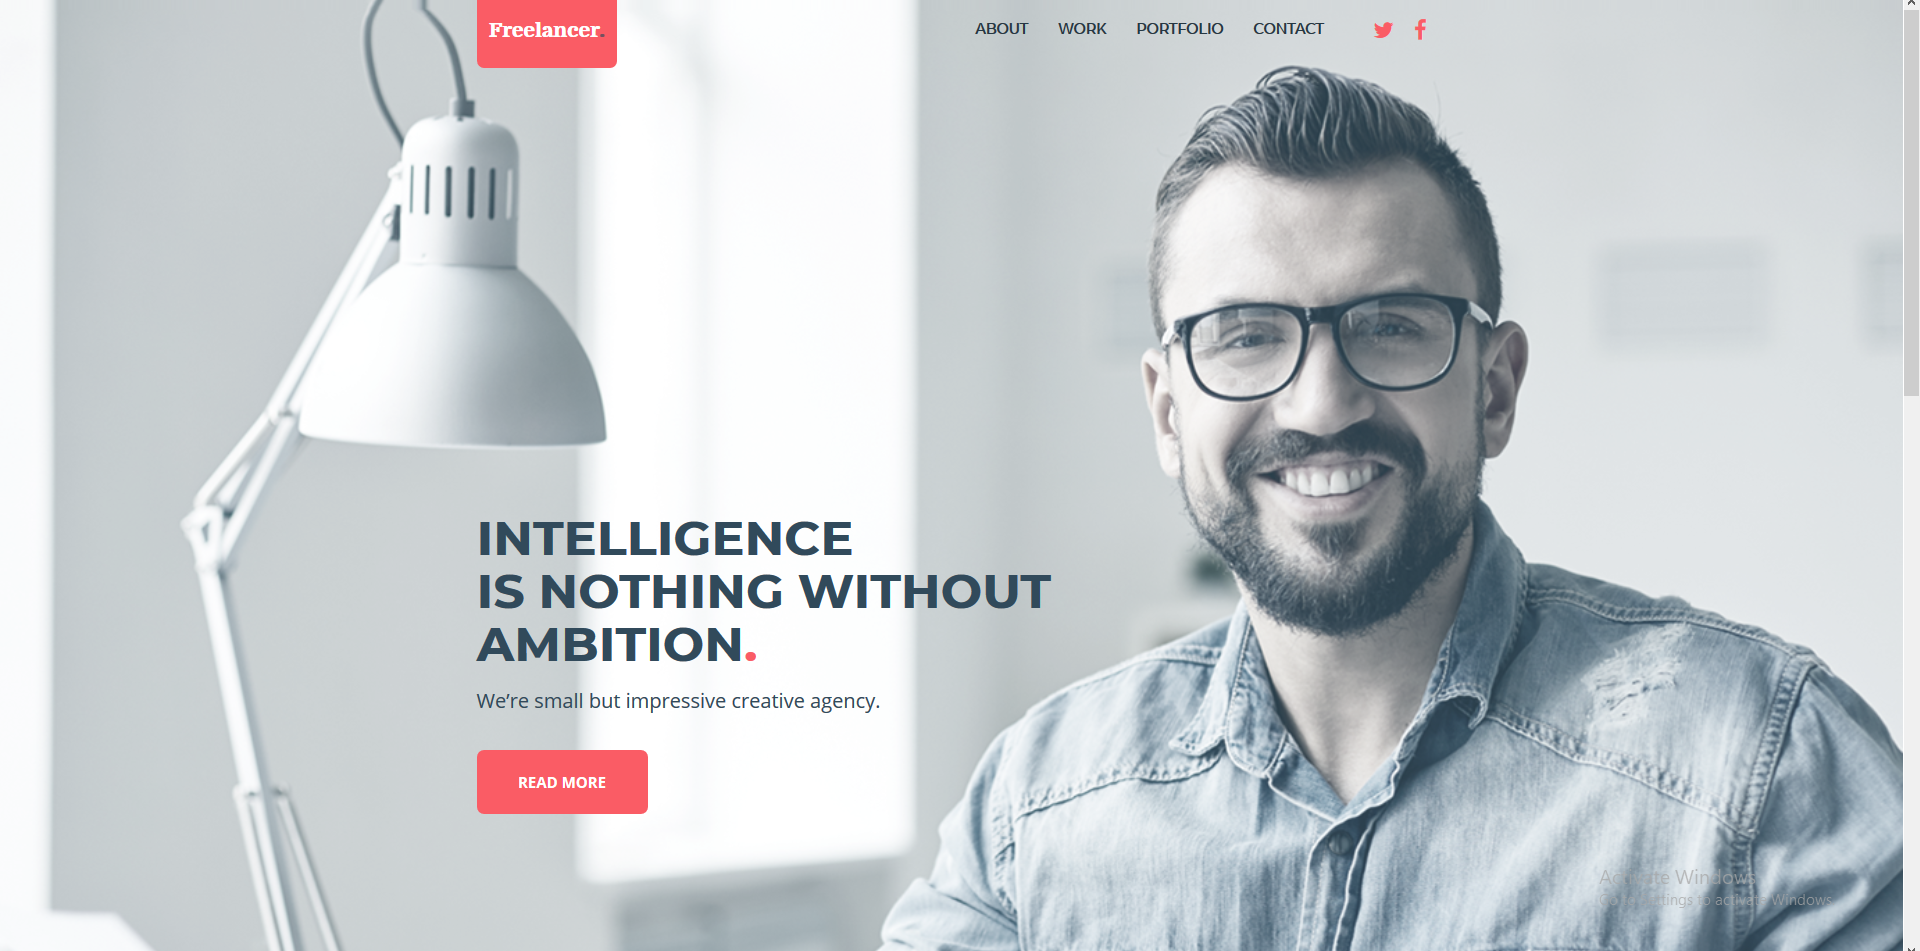 Freelancer.
ABOUT WORK PORTFOLIO CONTACT
INTELLIGENCE
IS NOTHING WITHOUT
AMBITION.
We’re small but impressive creative agency.
READ MORE
Activate Windows
Go to Settings to activate Windows.